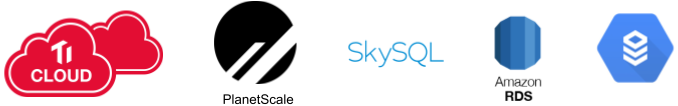 TI
CLOUD
PlanetScale
SkySQL
Amazon
RDS